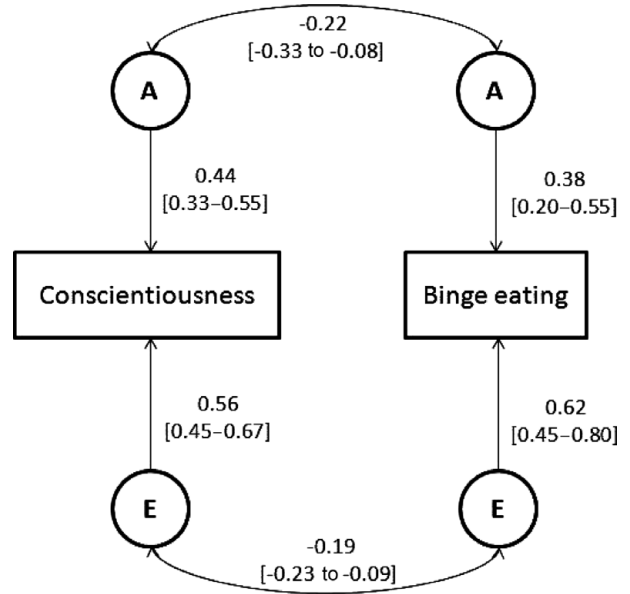 -0.22
[-0.33 to -0.08]
A
A
0.44
[0.33–0.55]
0.38
[0.20–0.55]
Conscientiousness
Binge eating
0.56
[0.45–0.67]
0.62
[0.45–0.80]
E
E
-0.19
[-0.23 to -0.09]